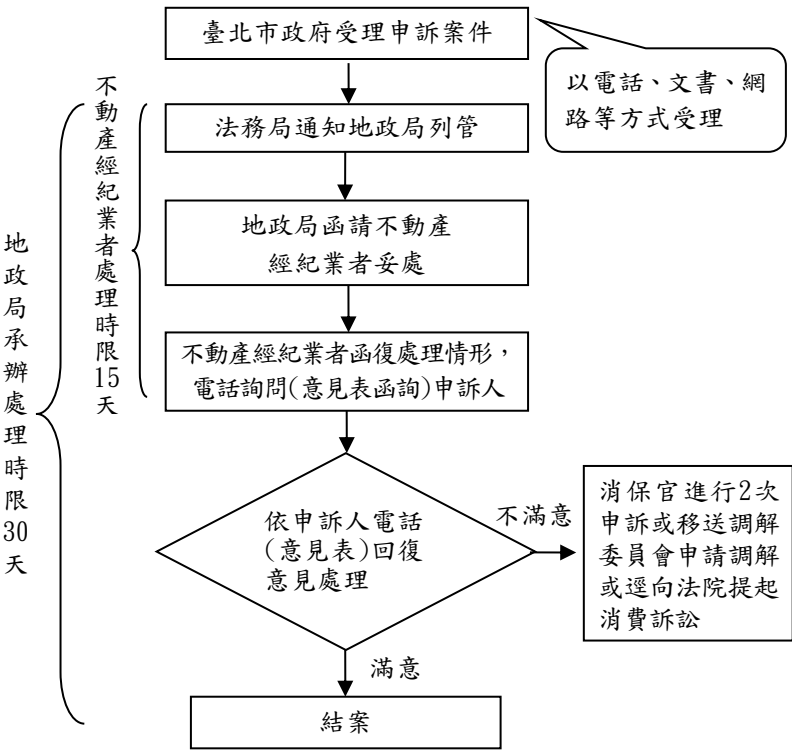 臺北市政府受理申訴案件
以電話、文書、網
路等方式受理
法務局通知地政局列管
地政局函請不動產
經紀業者妥處
不動產經紀業者函復處理情形，
電話詢問(意見表函詢)申訴人
不動產經紀業者處理時限15天
地政局承辦處理時限30天
依申訴人電話
(意見表)回復
意見處理
不滿意
消保官進行2次
申訴或移送調解
委員會申請調解
或逕向法院提起
消費訴訟
滿意
結案